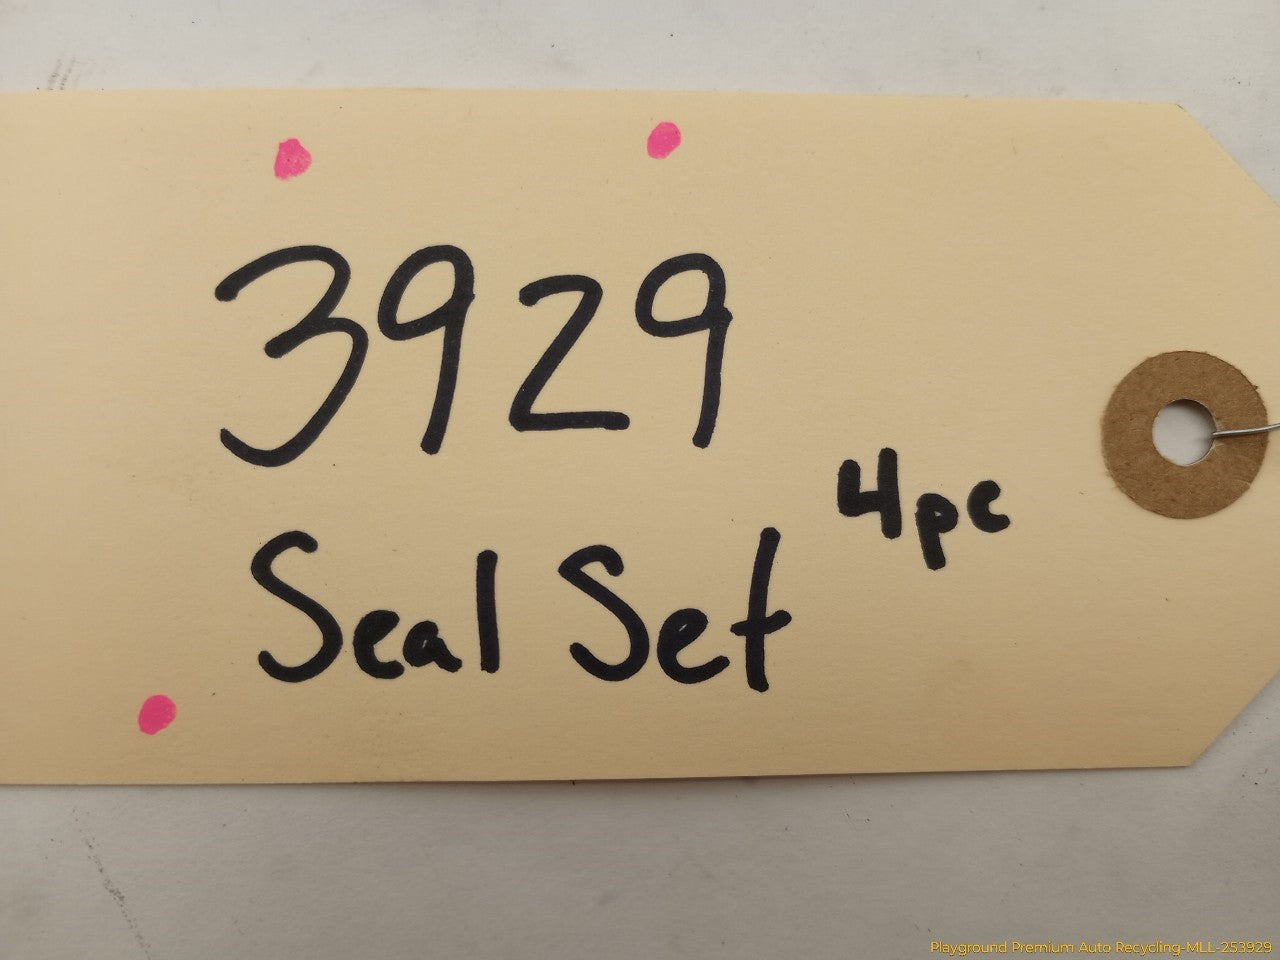 3929
4pc
Seal Set
Playground Premium Auto Recycling-MLL-253929